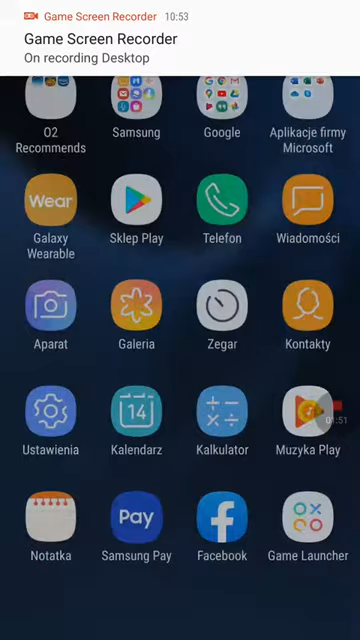 Game Screen Recorder 10:53
Game Screen Recorder
On recording Desktop
O2 Recommends
Samsung
Google
Aplikacje firmy Microsoft
Wear
Galaxy Wearable
Sklep Play
Telefon
Wiadomości
Aparat
Galeria
Zegar
Kontakty
14
01:51
Ustawienia
Kalendarz
Kalkulator
Muzyka Play
Pay
Notatka
Samsung Pay
Facebook
Game Launcher